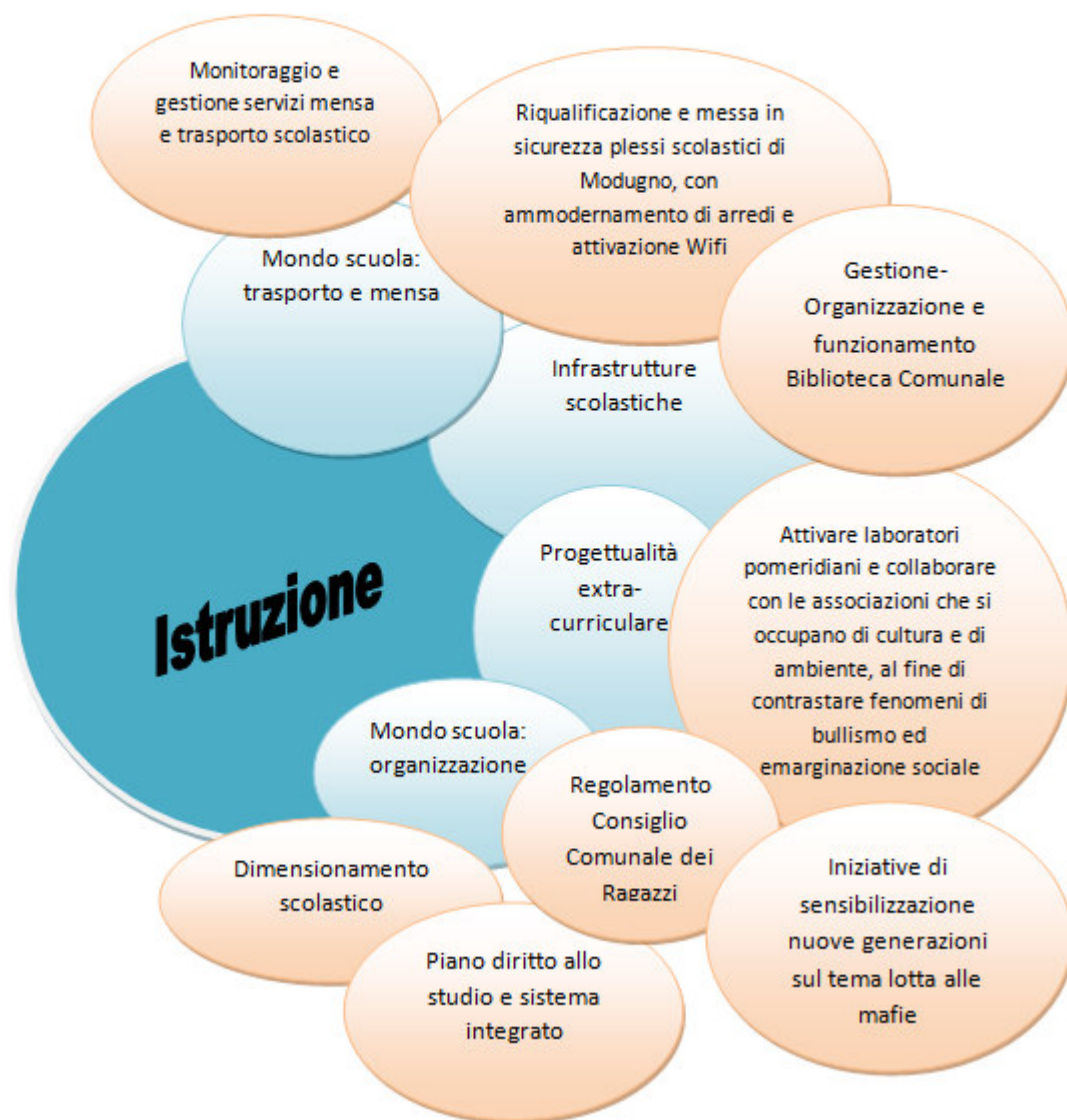 Monitoraggio e
gestione servizi mensa
e trasporto scolastico
Riqualificazione e messa in
sicurezza plessi scolastici di
Modugno, con
ammodernamento di arredi e
attivazione Wifi
Mondo scuola:
trasporto e mensa
Gestione-
Organizzazione e
funzionamento
Biblioteca Comunale
Infrastrutture
scolastiche
Istruzione
Progettualità
extra-
curriculare
Attivare laboratori
pomeridiani e collaborare
con le associazioni che si
occupano di cultura e di
ambiente, al fine di
contrastare fenomeni di
bullismo ed
emarginazione sociale
Mondo scuola:
organizzazione
Regolamento
Consiglio
Comunale dei
Ragazzi
Dimensionamento
scolastico
Iniziative di
sensibilizzazione
nuove generazioni
sul tema lotta alle
mafie
Piano diritto allo
studio e sistema
integrato